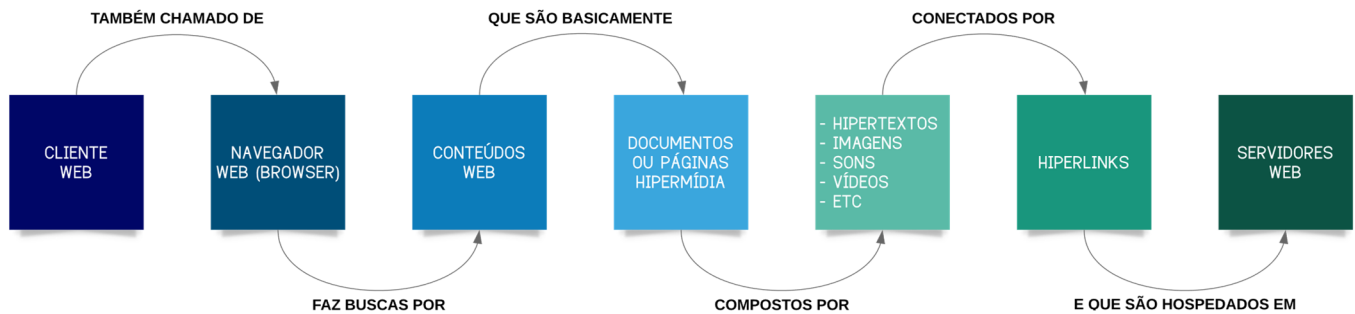 TAMBÉM CHAMADO DE
QUE SÃO BASICAMENTE
CONECTADOS POR
CLIENTE
WEB
NAVEGADOR
WEB (BROWSER)
CONTEÚDOS
WEB
DOCUMENTOS
OU PÁGINAS
HIPERMÍDIA
- HIPERTEXTOS
- IMAGENS
- SONS
- VÍDEOS
- ETC
HIPERLINKS
SERVIDORES
WEB
FAZ BUSCAS POR
COMPOSTOS POR
E QUE SÃO HOSPEDADOS EM